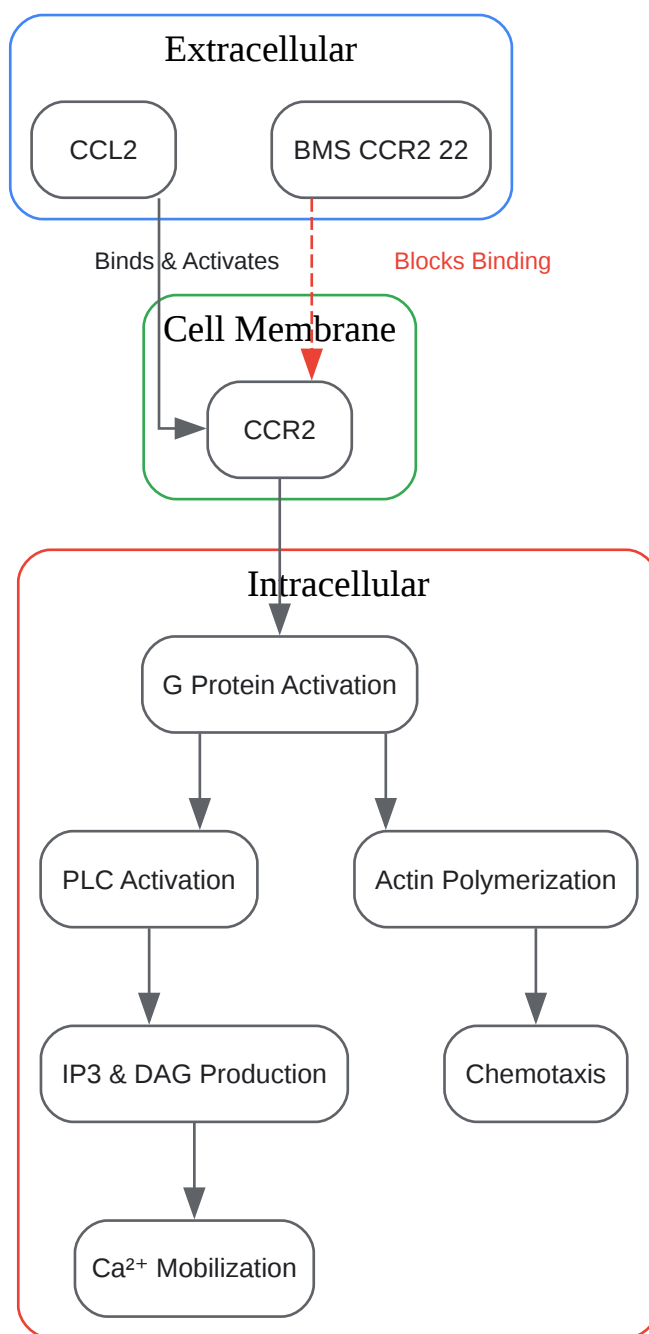 Extracellular
CCL2
BMS CCR2 22
Binds & Activates
Blocks Binding
Cell Membrane
CCR2
Intracellular
G Protein Activation
PLC Activation
Actin Polymerization
IP3 & DAG Production
Chemotaxis
Ca²⁺ Mobilization